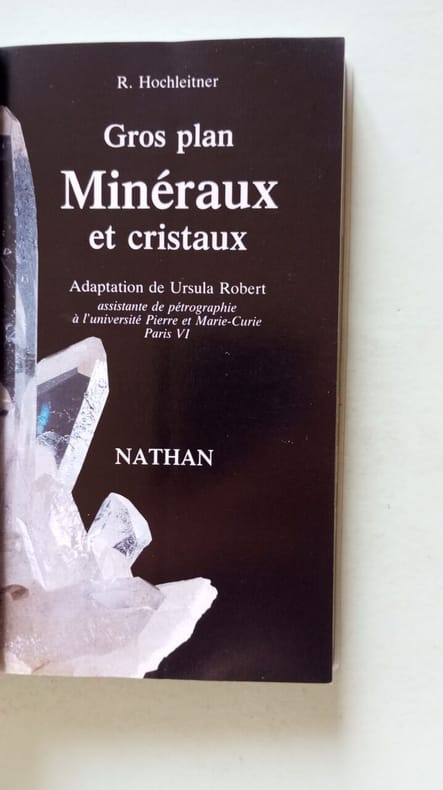 R. Hochleitner
Gros plan
Minéraux
et cristaux
Adaptation de Ursula Robert
assistante de pétrographie
à l'université Pierre et Marie-Curie
Paris VI
NATHAN